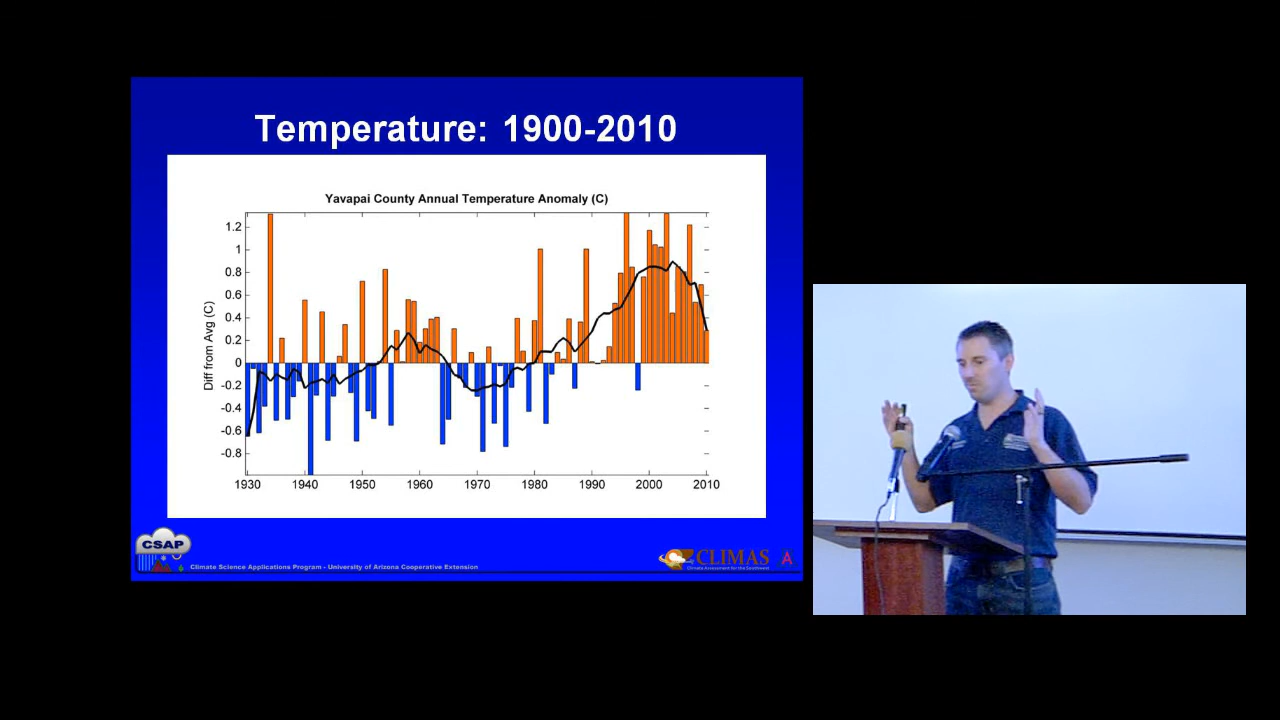 Temperature: 1900-2010
Yavapai County Annual Temperature Anomaly (C)
Diff from Avg (C)
1.2
1
0.8
0.6
0.4
0.2
0
-0.2
-0.4
-0.6
-0.8
1930 1940 1950 1960 1970 1980 1990 2000 2010
CSAP
Climate Science Applications Program - University of Arizona Cooperative Extension
CLIMAS
Climate Assessment for the Southwest
A